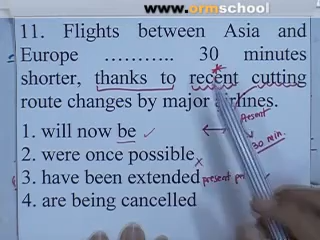 www.ormschool
11. Flights between Asia and
Europe ……….. 30 minutes
shorter, thanks to recent cutting
route changes by major airlines.
present
1. will now be
30 min.
2. were once possible
3. have been extended present
4. are being cancelled